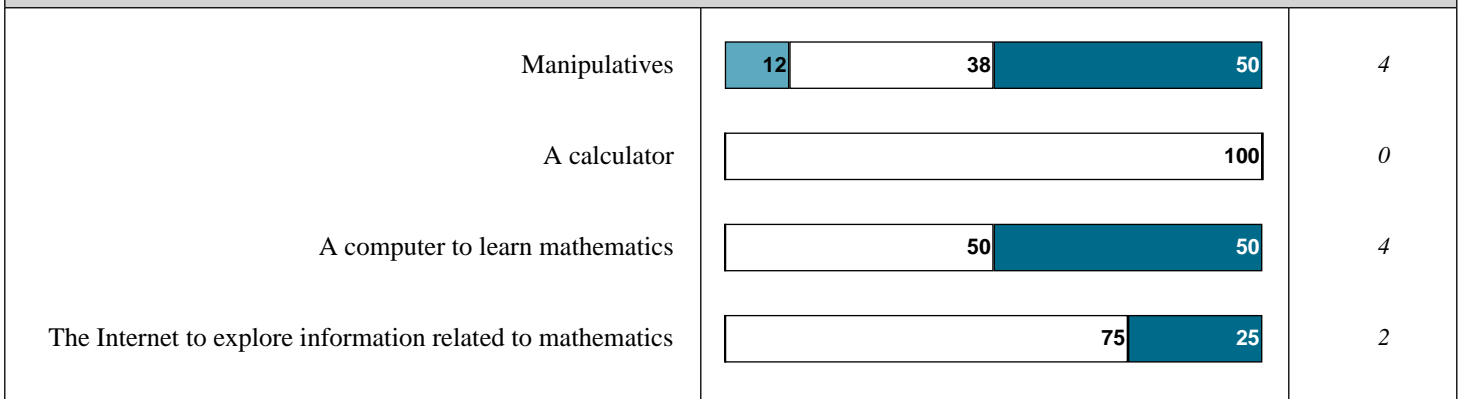 Manipulatives 12 38 50 4
A calculator 100 0
A computer to learn mathematics 50 50 4
The Internet to explore information related to mathematics 75 25 2